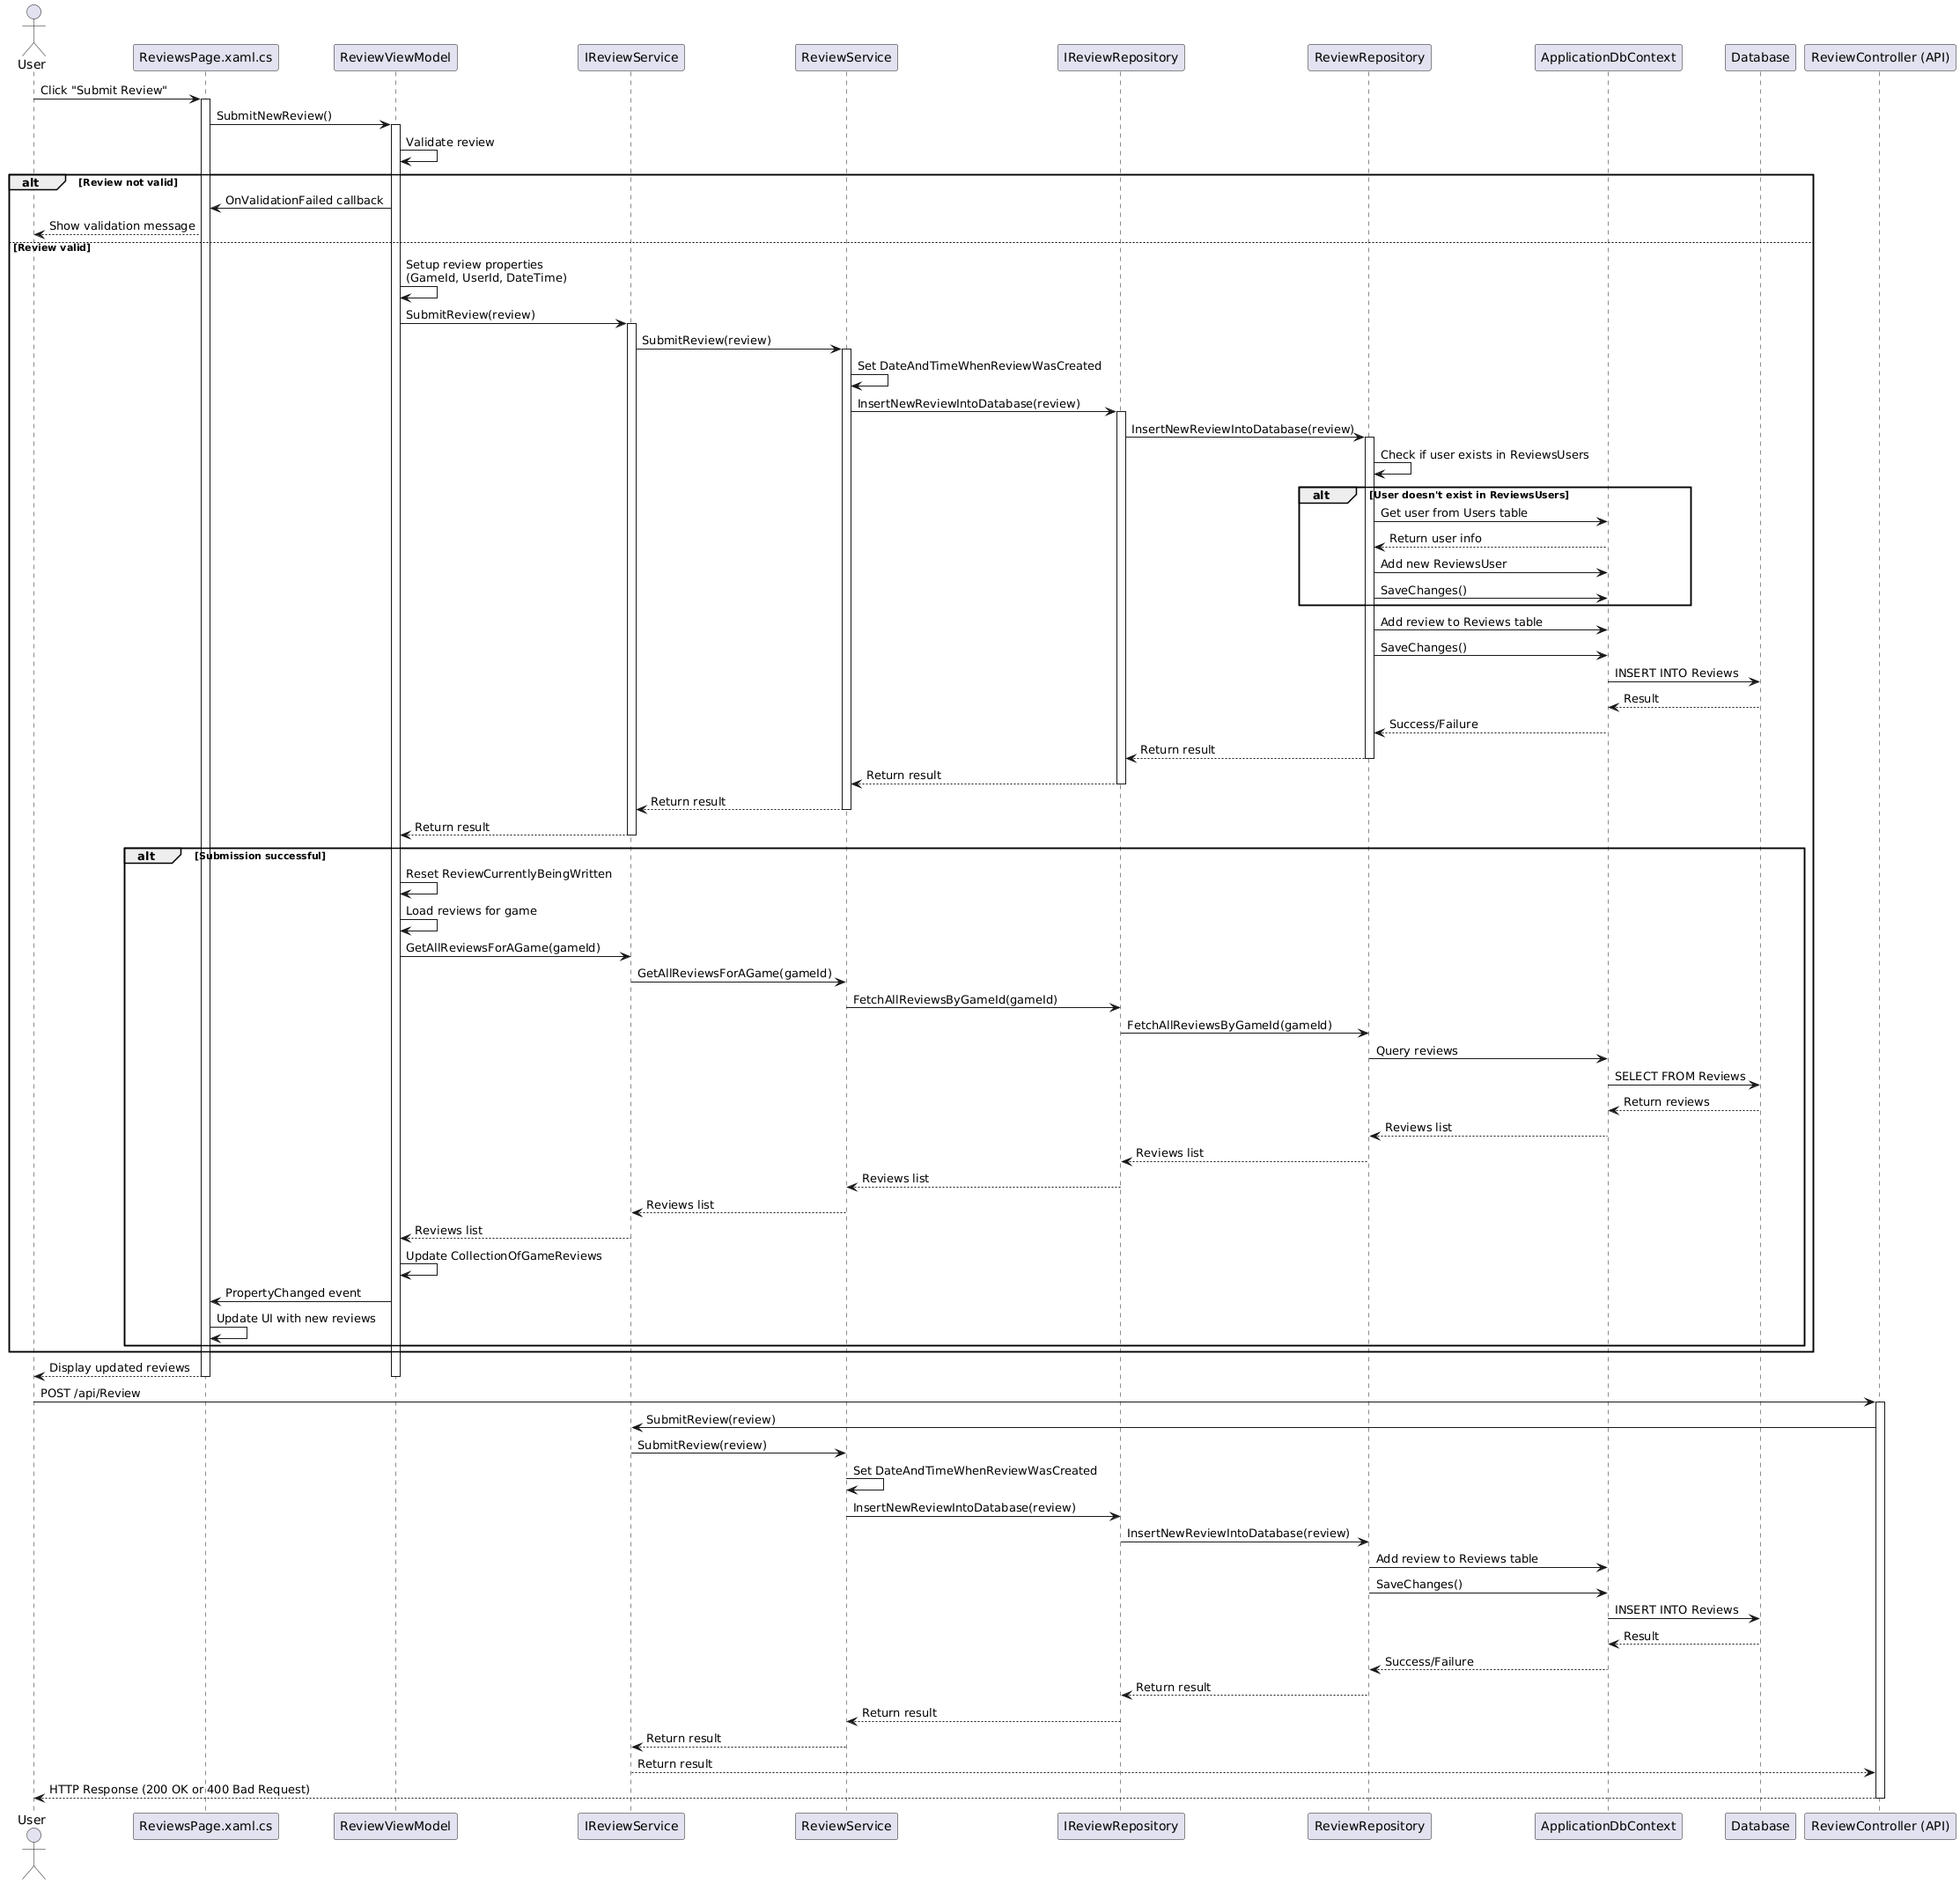 User
ReviewsPage.xaml.cs
ReviewViewModel
IReviewService
ReviewService
IReviewRepository
ReviewRepository
ApplicationDbContext
Database
ReviewController (API)
Click "Submit Review"
SubmitNewReview()
Validate review
alt
[Review not valid]
OnValidationFailed callback
Show validation message
[Review valid]
Setup review properties
(GameId, UserId, DateTime)
SubmitReview(review)
SubmitReview(review)
Set DateAndTimeWhenReviewWasCreated
InsertNewReviewIntoDatabase(review)
InsertNewReviewIntoDatabase(review)
Check if user exists in ReviewsUsers
alt
[User doesn't exist in ReviewsUsers]
Get user from Users table
Return user info
Add new ReviewsUser
SaveChanges()
Add review to Reviews table
SaveChanges()
INSERT INTO Reviews
Result
Success/Failure
Return result
Return result
Return result
Return result
alt
[Submission successful]
Reset ReviewCurrentlyBeingWritten
Load reviews for game
GetAllReviewsForAGame(gameId)
GetAllReviewsForAGame(gameId)
FetchAllReviewsByGameId(gameId)
FetchAllReviewsByGameId(gameId)
Query reviews
SELECT FROM Reviews
Return reviews
Reviews list
Reviews list
Reviews list
Reviews list
Reviews list
Update CollectionOfGameReviews
PropertyChanged event
Update UI with new reviews
Display updated reviews
POST /api/Review
SubmitReview(review)
SubmitReview(review)
Set DateAndTimeWhenReviewWasCreated
InsertNewReviewIntoDatabase(review)
InsertNewReviewIntoDatabase(review)
Add review to Reviews table
SaveChanges()
INSERT INTO Reviews
Result
Success/Failure
Return result
Return result
Return result
Return result
HTTP Response (200 OK or 400 Bad Request)
User
ReviewsPage.xaml.cs
ReviewViewModel
IReviewService
ReviewService
IReviewRepository
ReviewRepository
ApplicationDbContext
Database
ReviewController (API)